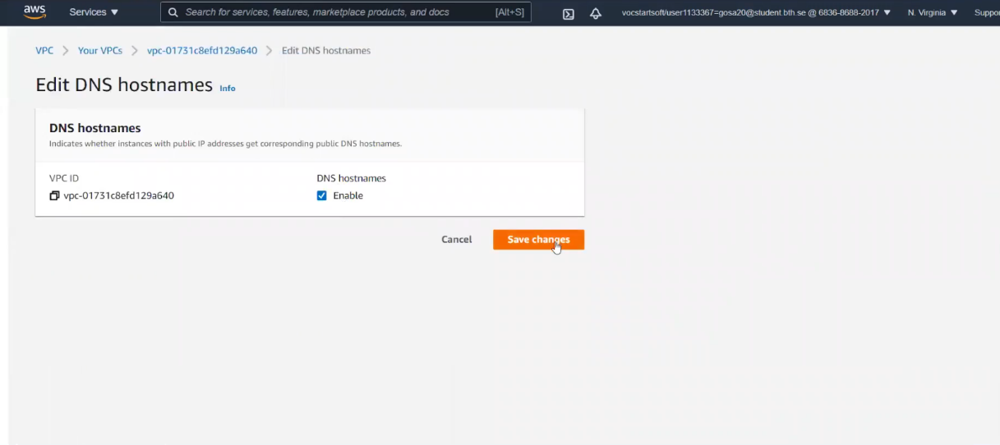 aws Services ▼ Search for services, features, marketplace products, and docs [Alt+S] vocstartsoft/user1133367=gosa20@student.bth.se @ 6836-8688-2017 ▼ N. Virginia ▼ Suppor
VPC > Your VPCs > vpc-01731c8efd129a640 > Edit DNS hostnames
Edit DNS hostnames Info
DNS hostnames
Indicates whether instances with public IP addresses get corresponding public DNS hostnames.
VPC ID DNS hostnames
vpc-01731c8efd129a640 Enable
Cancel Save changes